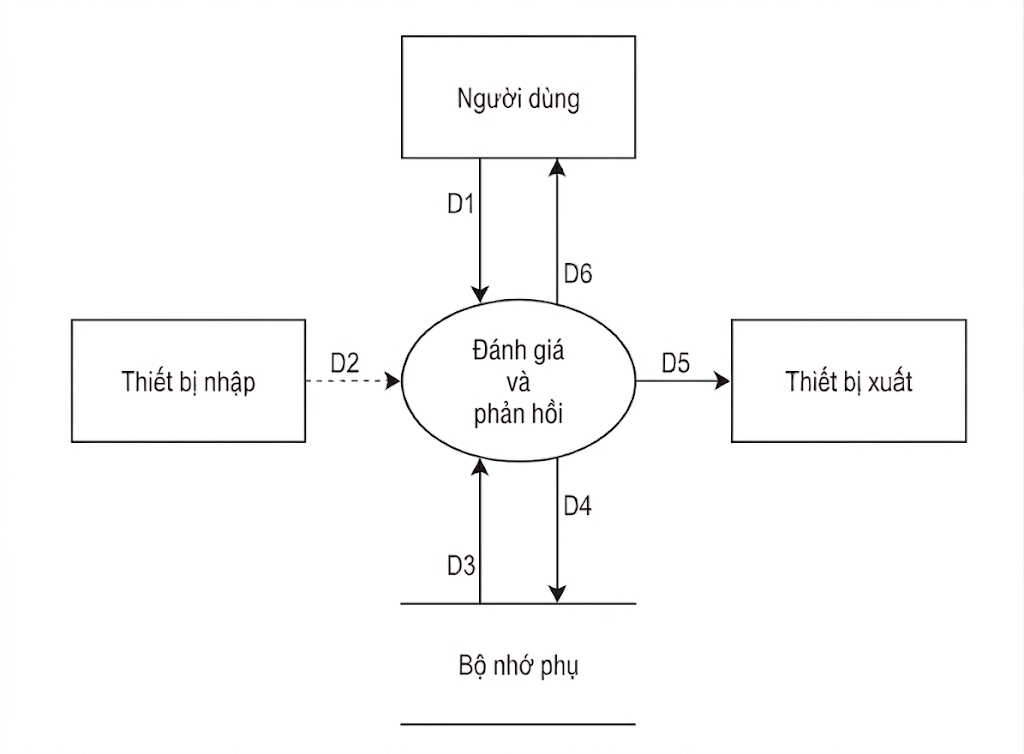 Người dùng
D1
D6
Thiết bị nhập
D2
Đánh giá
và
phản hồi
D5
Thiết bị xuất
D4
D3
Bộ nhớ phụ